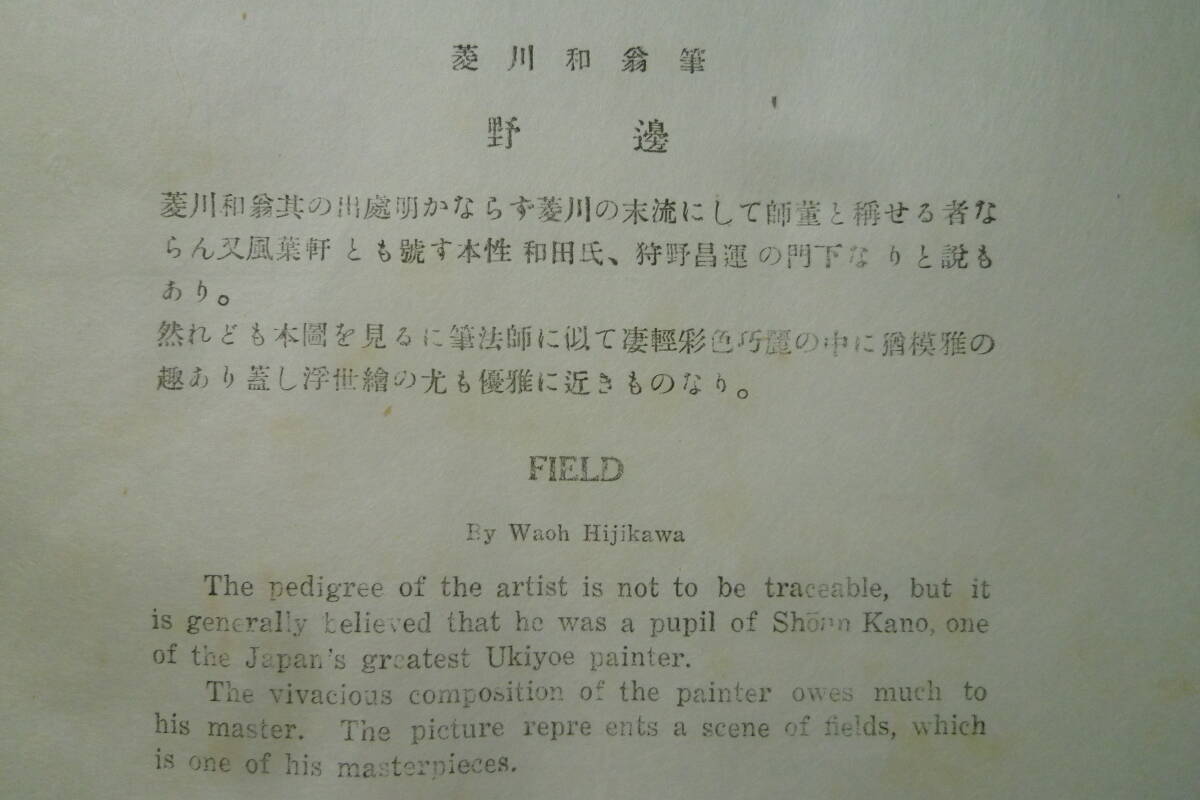 菱川和翁筆
野邊
菱川和翁其の出處明かならず菱川の末流にして師董と稱せる者な
らん又風葉軒とも號す本性和田氏、狩野昌運の門下なりと說も
あり。
然れども本圖を見るに筆法師に似て凄輕彩色巧麗の中に猶模雅の
趣あり蓋し浮世繪の尤も優雅に近きものなり。
FIELD
By Waoh Hijikawa
The pedigree of the artist is not to be traceable, but it
is generally believed that he was a pupil of Shōun Kano, one
of the Japan's greatest Ukiyoe painter.
The vivacious composition of the painter owes much to
his master. The picture repre ents a scene of fields, which
is one of his masterpieces.